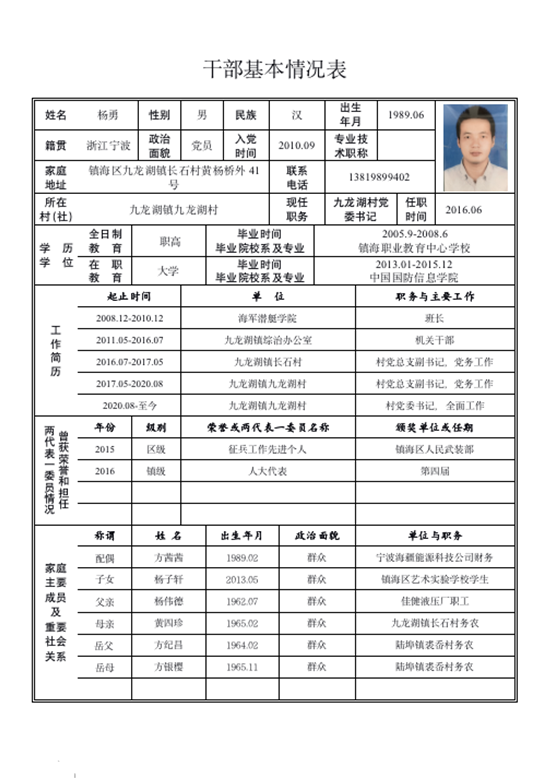 干部基本情况表
姓名 杨勇 性别 男 民族 汉 出生年月 1989.06
籍贯 浙江宁波 政治面貌 党员 入党时间 2010.09 专业技术职称
家庭地址 镇海区九龙湖镇长石村黄杨桥外 41 号 联系电话 13819899402
所在村(社) 九龙湖镇九龙湖村 现任职务 九龙湖村党委书记 任职时间 2016.06
学历学位 全日制教育 职高 毕业时间 毕业院校系及专业 2005.9-2008.6 镇海职业教育中心学校
在职教育 大学 毕业时间 毕业院校系及专业 2013.01-2015.12 中国国防信息学院
工作简历 起止时间 单位 职务与主要工作
2008.12-2010.12 海军潜艇学院 班长
2011.05-2016.07 九龙湖镇综治办公室 机关干部
2016.07-2017.05 九龙湖镇长石村 村党总支副书记，党务工作
2017.05-2020.08 九龙湖镇九龙湖村 村党总支副书记，党务工作
2020.08-至今 九龙湖镇九龙湖村 村党委书记，全面工作
曾获荣誉和担任两代表一委员情况 年份 级别 荣誉或两代表一委员名称 颁奖单位或任期
2015 区级 征兵工作先进个人 镇海区人民武装部
2016 镇级 人大代表 第四届
家庭主要成员及重要社会关系 称谓 姓名 出生年月 政治面貌 单位与职务
配偶 方茜茜 1989.02 群众 宁波海疆能源科技公司财务
子女 杨子轩 2013.05 群众 镇海区艺术实验学校学生
父亲 杨伟德 1962.07 群众 佳健液压厂职工
母亲 黄四珍 1965.02 群众 九龙湖镇长石村务农
岳父 方纪昌 1964.02 群众 陆埠镇裘岙村务农
岳母 方银樱 1965.11 群众 陆埠镇裘岙村务农